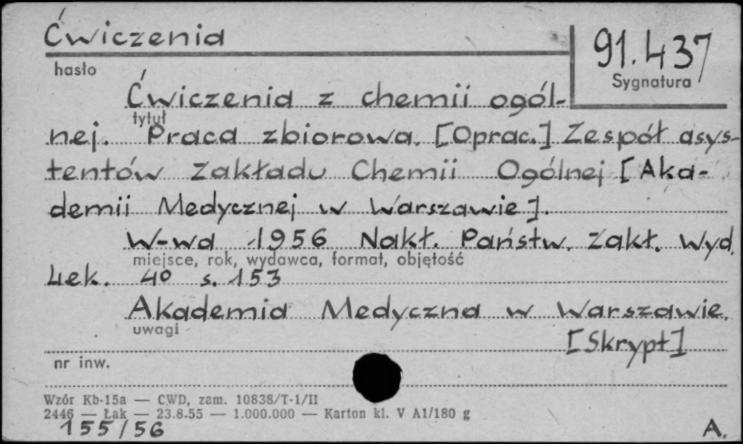 Ćwiczenia
91.437
hasło
Sygnatura
Ćwiczenia z chemii ogól-
tytuł
nej. Praca zbiorowa. [Oprac.] Zespół asys-
tentów Zakładu Chemii Ogólnej [Aka-
demii Medycznej w Warszawie].
W-wa 1956 Nakł. Państw. Zakł. Wyd.
miejsce, rok, wydawca, format, objętość
Lek. 4° s. 153
Akademia Medyczna w Warszawie.
uwagi
[Skrypt]
nr inw.
Wzór Kb-15a — CWD, zam. 10838/T-1/II
2446 — Łak — 23.8.55 — 1.000.000 — Karton kl. V A1/180 g
155/56
A.